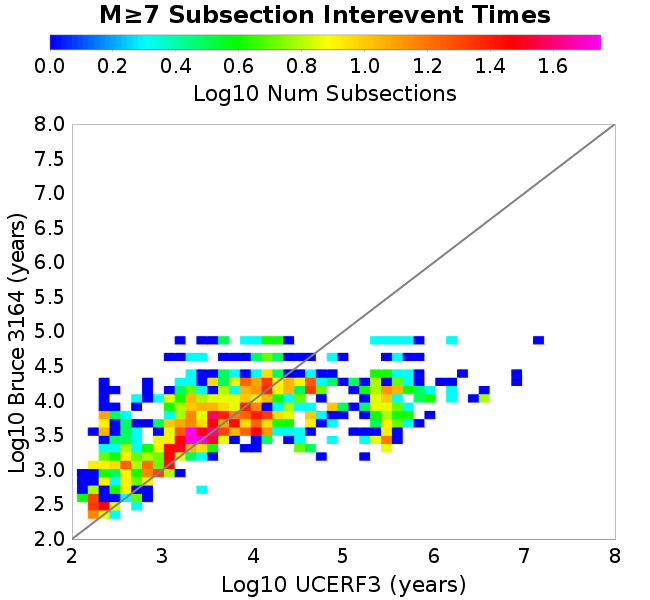 M≥7 Subsection Interevent Times
0.0 0.2 0.4 0.6 0.8 1.0 1.2 1.4 1.6
Log10 Num Subsections
8.0
7.5
7.0
6.5
6.0
5.5
5.0
4.5
4.0
3.5
3.0
2.5
2.0
Log10 Bruce 3164 (years)
2 3 4 5 6 7 8
Log10 UCERF3 (years)